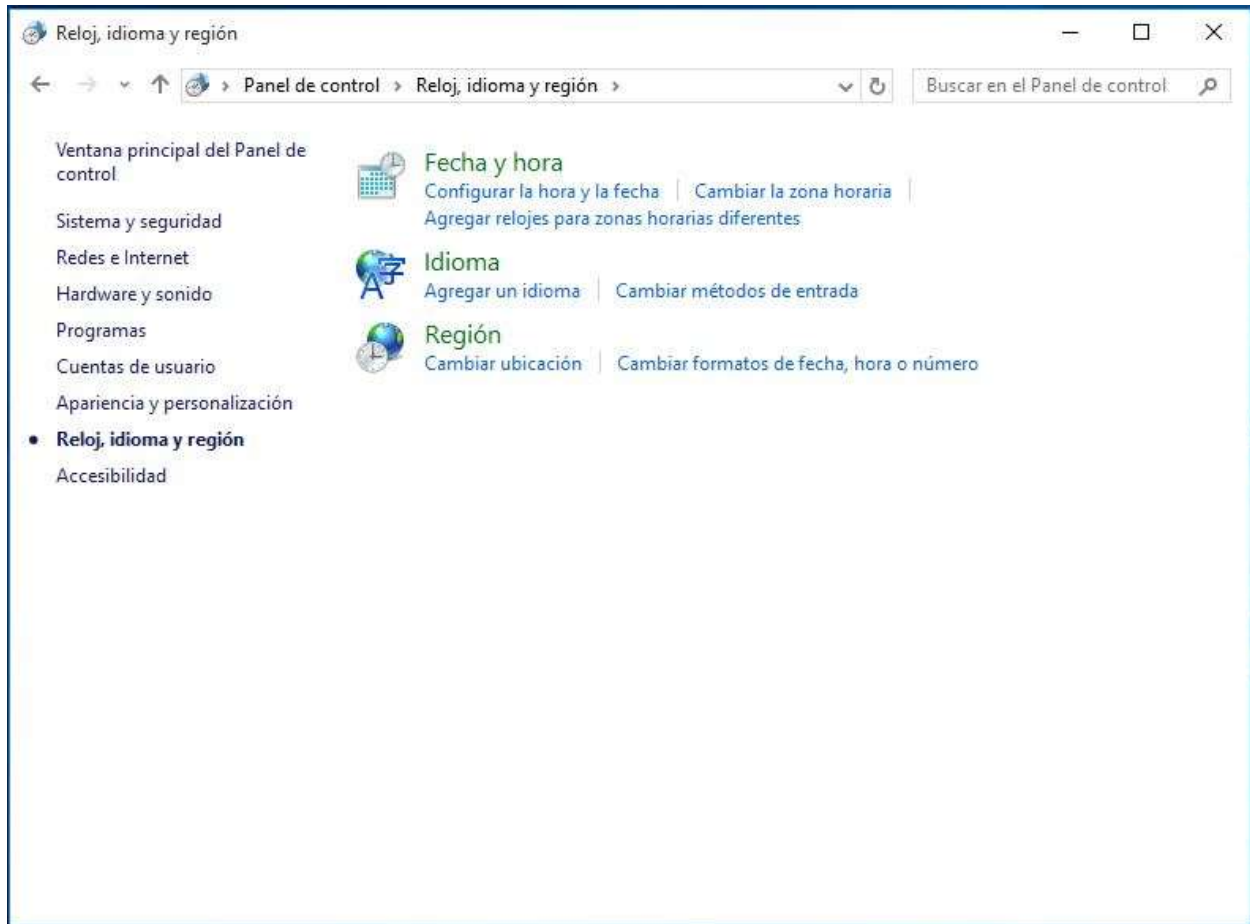 Reloj, idioma y región
Panel de control > Reloj, idioma y región >
Buscar en el Panel de control
Ventana principal del Panel de
control
Sistema y seguridad
Redes e Internet
Hardware y sonido
Programas
Cuentas de usuario
Apariencia y personalización
Reloj, idioma y región
Accesibilidad
Fecha y hora
Configurar la hora y la fecha | Cambiar la zona horaria |
Agregar relojes para zonas horarias diferentes
Idioma
Agregar un idioma | Cambiar métodos de entrada
Región
Cambiar ubicación | Cambiar formatos de fecha, hora o número